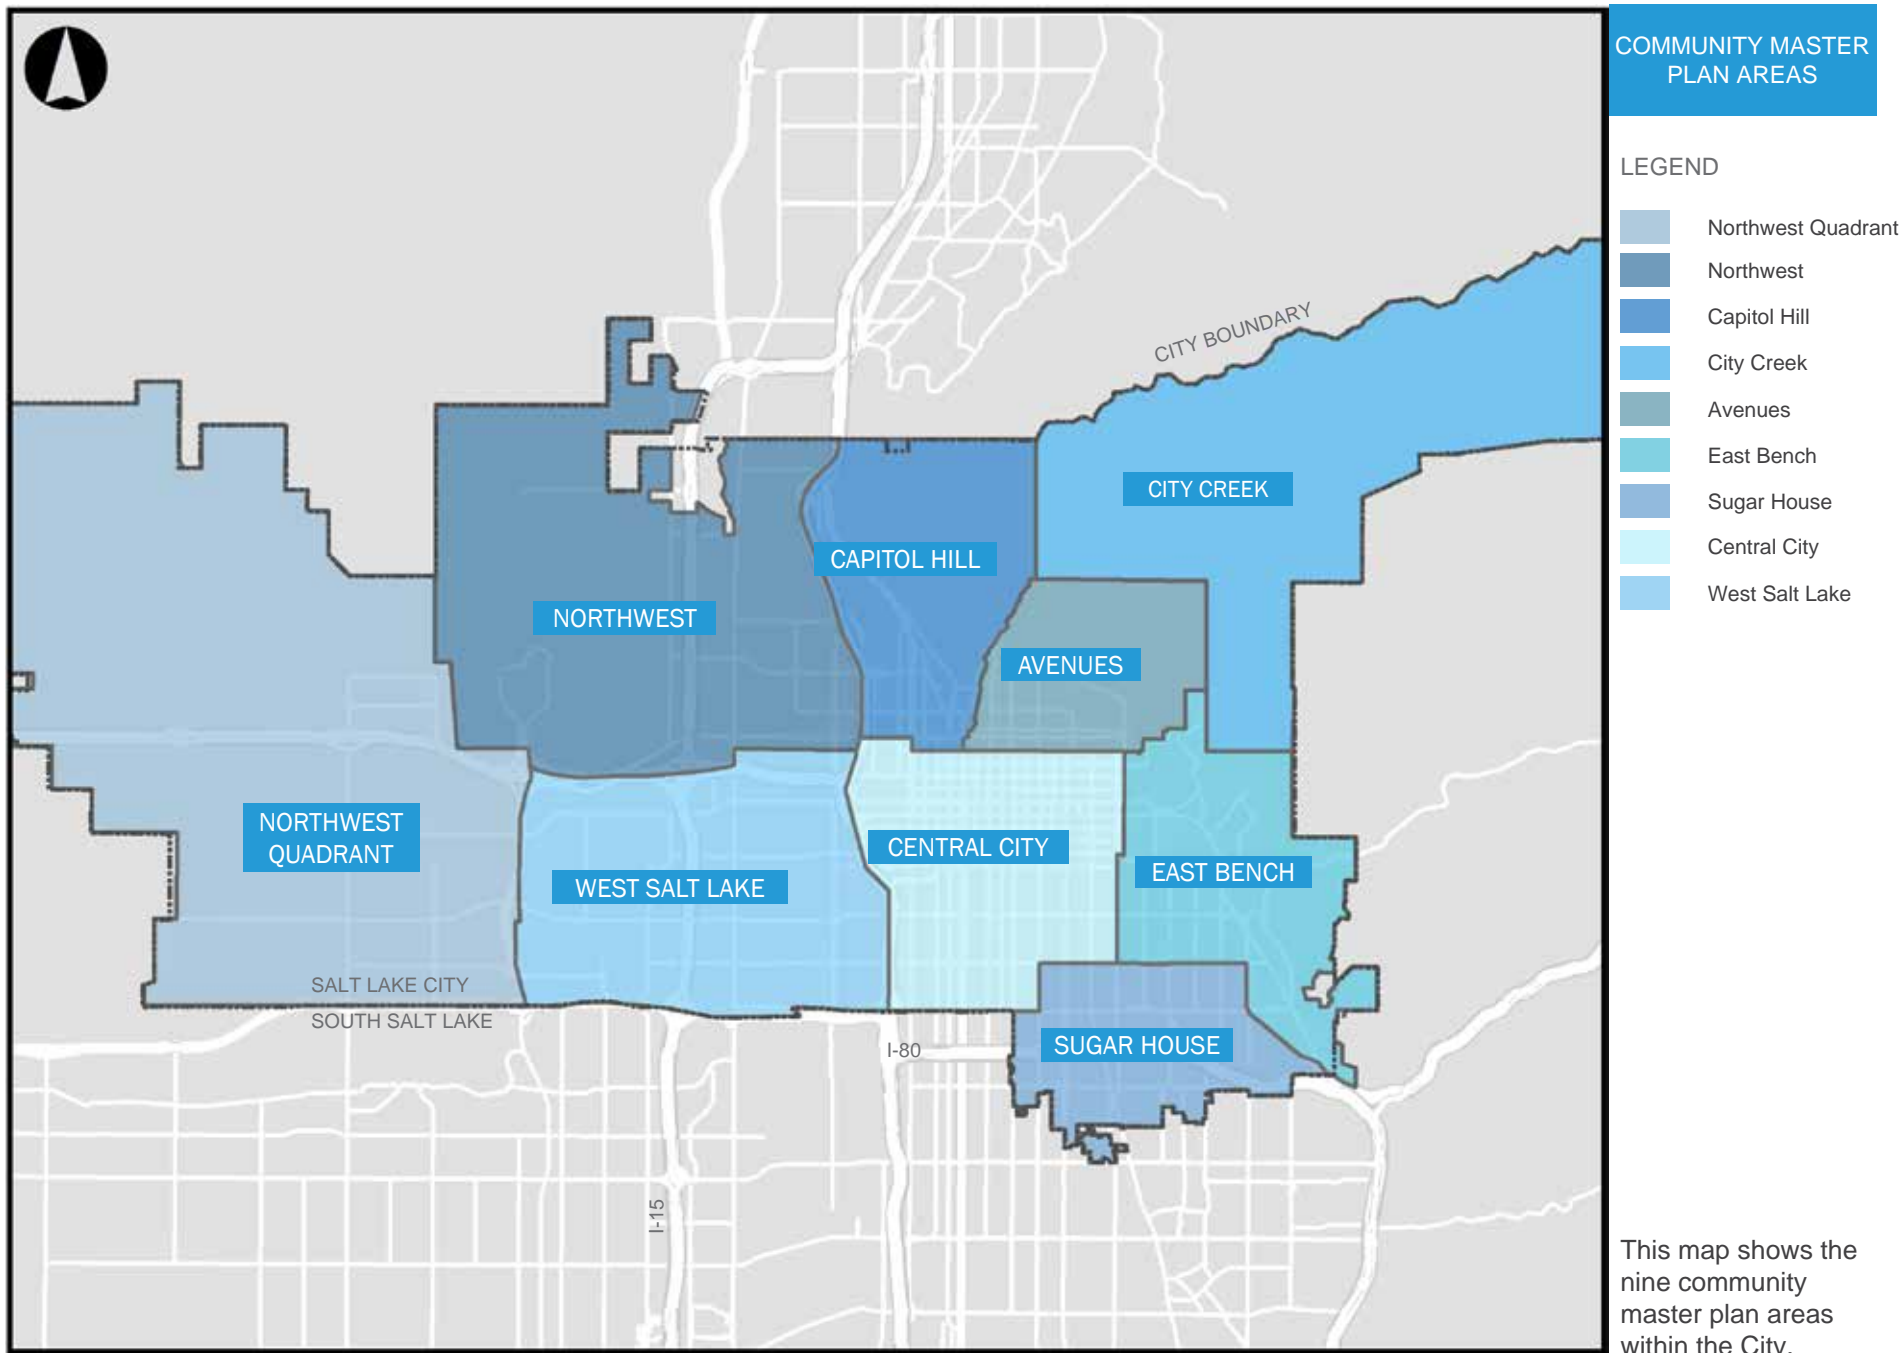 COMMUNITY MASTER
PLAN AREAS
LEGEND
Northwest Quadrant
Northwest
Capitol Hill
City Creek
Avenues
East Bench
Sugar House
Central City
West Salt Lake
CITY BOUNDARY
CITY CREEK
CAPITOL HILL
NORTHWEST
AVENUES
NORTHWEST
QUADRANT
CENTRAL CITY
EAST BENCH
WEST SALT LAKE
SALT LAKE CITY
SOUTH SALT LAKE
SUGAR HOUSE
I-80
I-15
This map shows the
nine community
master plan areas
within the City.